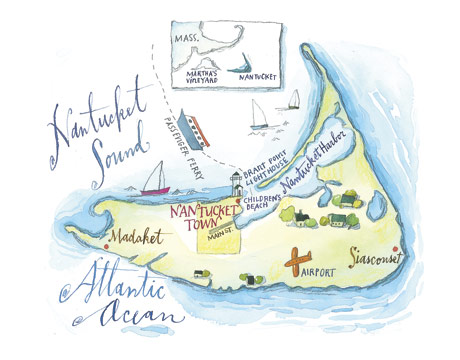 MASS.
MARTHA'S
VINEYARD
NANTUCKET
Nantucket
Sound
PASSENGER FERRY
BRANT POINT
LIGHTHOUSE
Nantucket Harbor
CHILDREN'S
BEACH
NANTUCKET
TOWN
MAIN ST.
Madaket
Siasconset
AIRPORT
Atlantic
Ocean